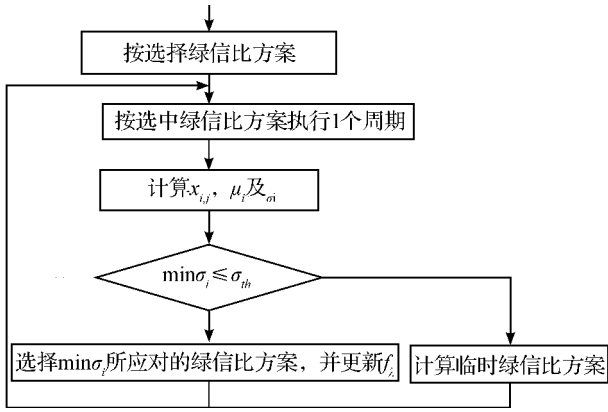 按选择绿信比方案
按选中绿信比方案执行1个周期
计算x_{i,j}，μ_i及σi
minσ_i≤σ_{th}
选择minσ_i所应对的绿信比方案，并更新f_λ
计算临时绿信比方案